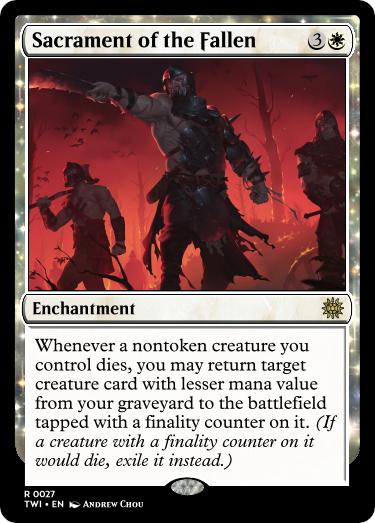 Sacrament of the Fallen 3
Enchantment
Whenever a nontoken creature you
control dies, you may return target
creature card with lesser mana value
from your graveyard to the battlefield
tapped with a finality counter on it. (If
a creature with a finality counter on it
would die, exile it instead.)
R 0027
TWI • EN Andrew Chou